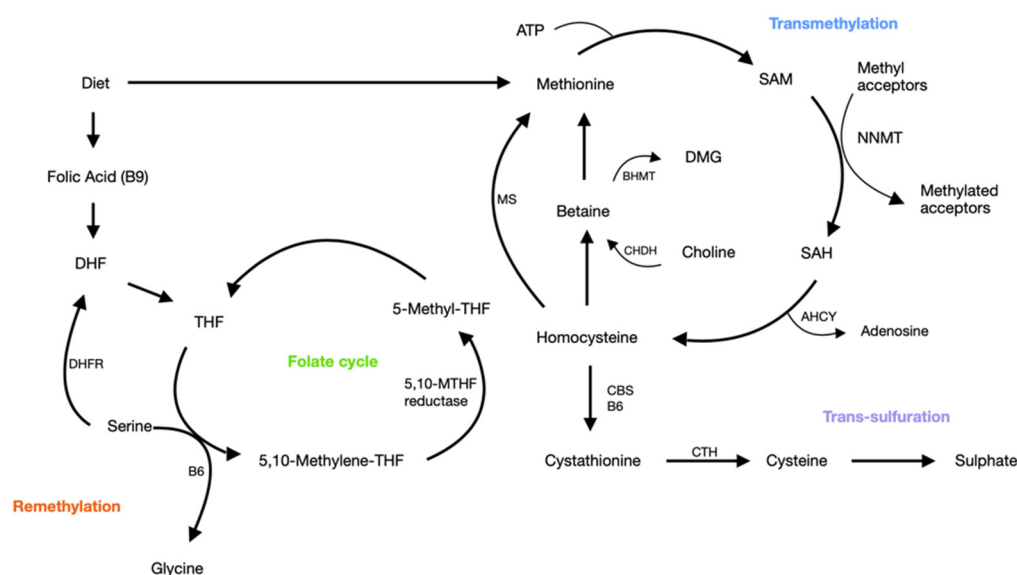 ATP
Transmethylation
Diet
Methionine
SAM
Methyl
acceptors
NNMT
Folic Acid (B9)
DMG
BHMT
MS
Betaine
Methylated
acceptors
DHF
CHDH
Choline
SAH
THF
5-Methyl-THF
Homocysteine
AHCY
Adenosine
DHFR
Folate cycle
5,10-MTHF
reductase
CBS
B6
Trans-sulfuration
Serine
5,10-Methylene-THF
B6
Cystathionine
CTH
Cysteine
Sulphate
Remethylation
Glycine